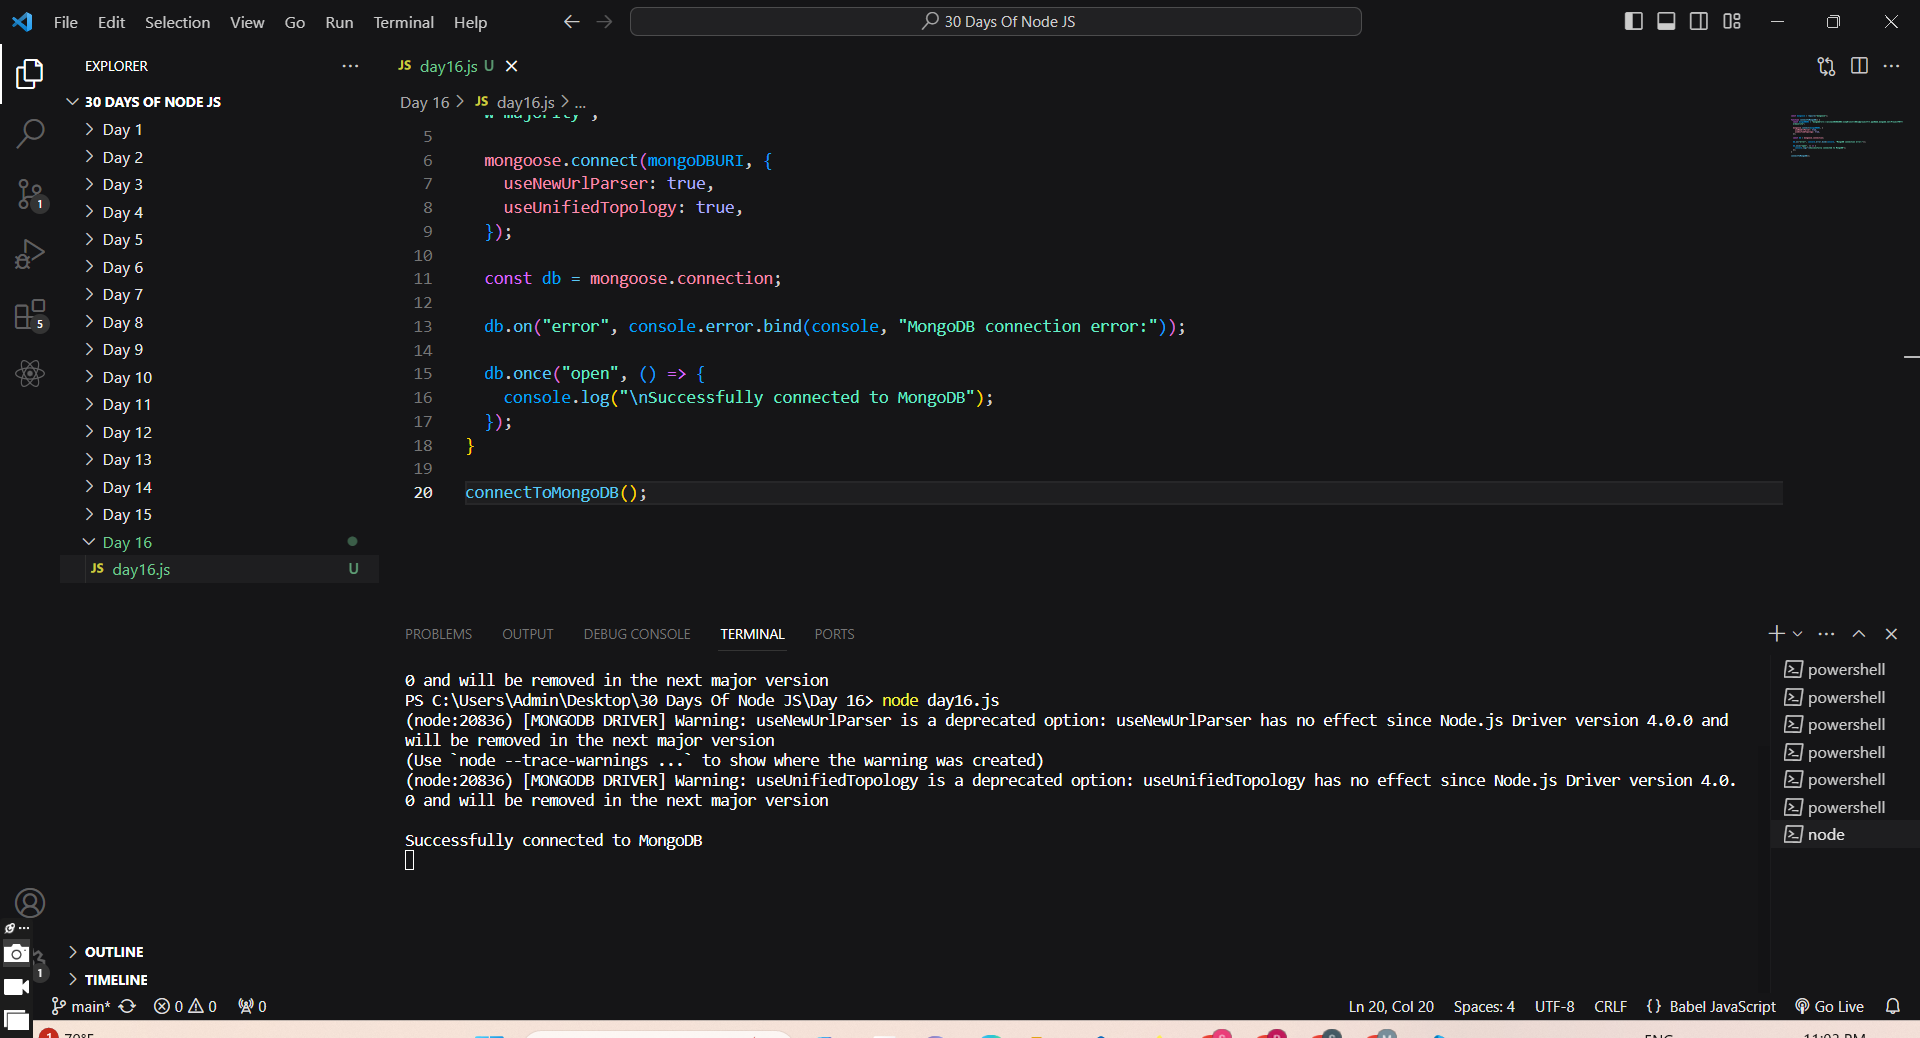 File Edit Selection View Go Run Terminal Help
30 Days Of Node JS
EXPLORER
30 DAYS OF NODE JS
Day 1
Day 2
Day 3
Day 4
Day 5
Day 6
Day 7
Day 8
Day 9
Day 10
Day 11
Day 12
Day 13
Day 14
Day 15
Day 16
JS day16.js U
OUTLINE
TIMELINE
1
5
1
JS day16.js U
Day 16 > JS day16.js > ...
w=majority",
5
6 mongoose.connect(mongoDBURI, {
7 useNewUrlParser: true,
8 useUnifiedTopology: true,
9 });
10
11 const db = mongoose.connection;
12
13 db.on("error", console.error.bind(console, "MongoDB connection error:"));
14
15 db.once("open", () => {
16 console.log("\nSuccessfully connected to MongoDB");
17 });
18 }
19
20 connectToMongoDB();
PROBLEMS OUTPUT DEBUG CONSOLE TERMINAL PORTS
0 and will be removed in the next major version
PS C:\Users\Admin\Desktop\30 Days Of Node JS\Day 16> node day16.js
(node:20836) [MONGODB DRIVER] Warning: useNewUrlParser is a deprecated option: useNewUrlParser has no effect since Node.js Driver version 4.0.0 and
will be removed in the next major version
(Use `node --trace-warnings ...` to show where the warning was created)
(node:20836) [MONGODB DRIVER] Warning: useUnifiedTopology is a deprecated option: useUnifiedTopology has no effect since Node.js Driver version 4.0.
0 and will be removed in the next major version
Successfully connected to MongoDB
powershell
powershell
powershell
powershell
powershell
powershell
node
main* 0 0 0
Ln 20, Col 20 Spaces: 4 UTF-8 CRLF {} Babel JavaScript Go Live